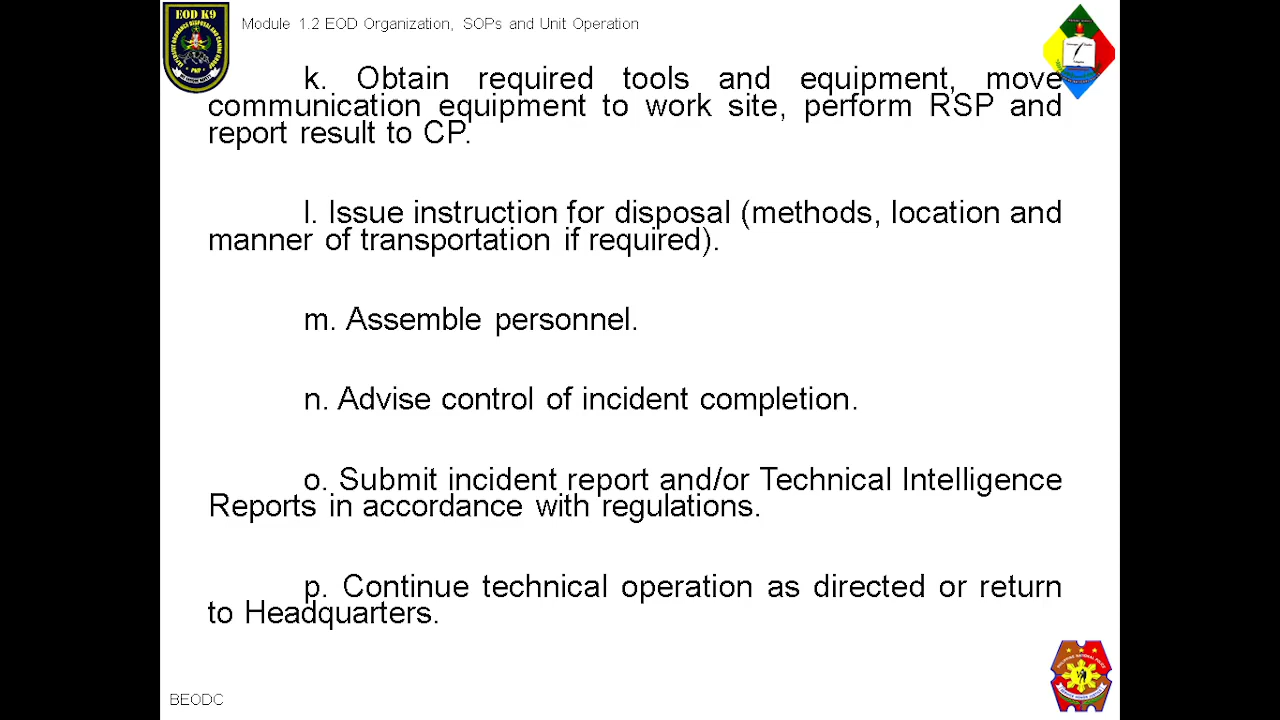 EOD K9
Module 1.2 EOD Organization, SOPs and Unit Operation
k. Obtain required tools and equipment, move
communication equipment to work site, perform RSP and
report result to CP.
l. Issue instruction for disposal (methods, location and
manner of transportation if required).
m. Assemble personnel.
n. Advise control of incident completion.
o. Submit incident report and/or Technical Intelligence
Reports in accordance with regulations.
p. Continue technical operation as directed or return
to Headquarters.
BEODC